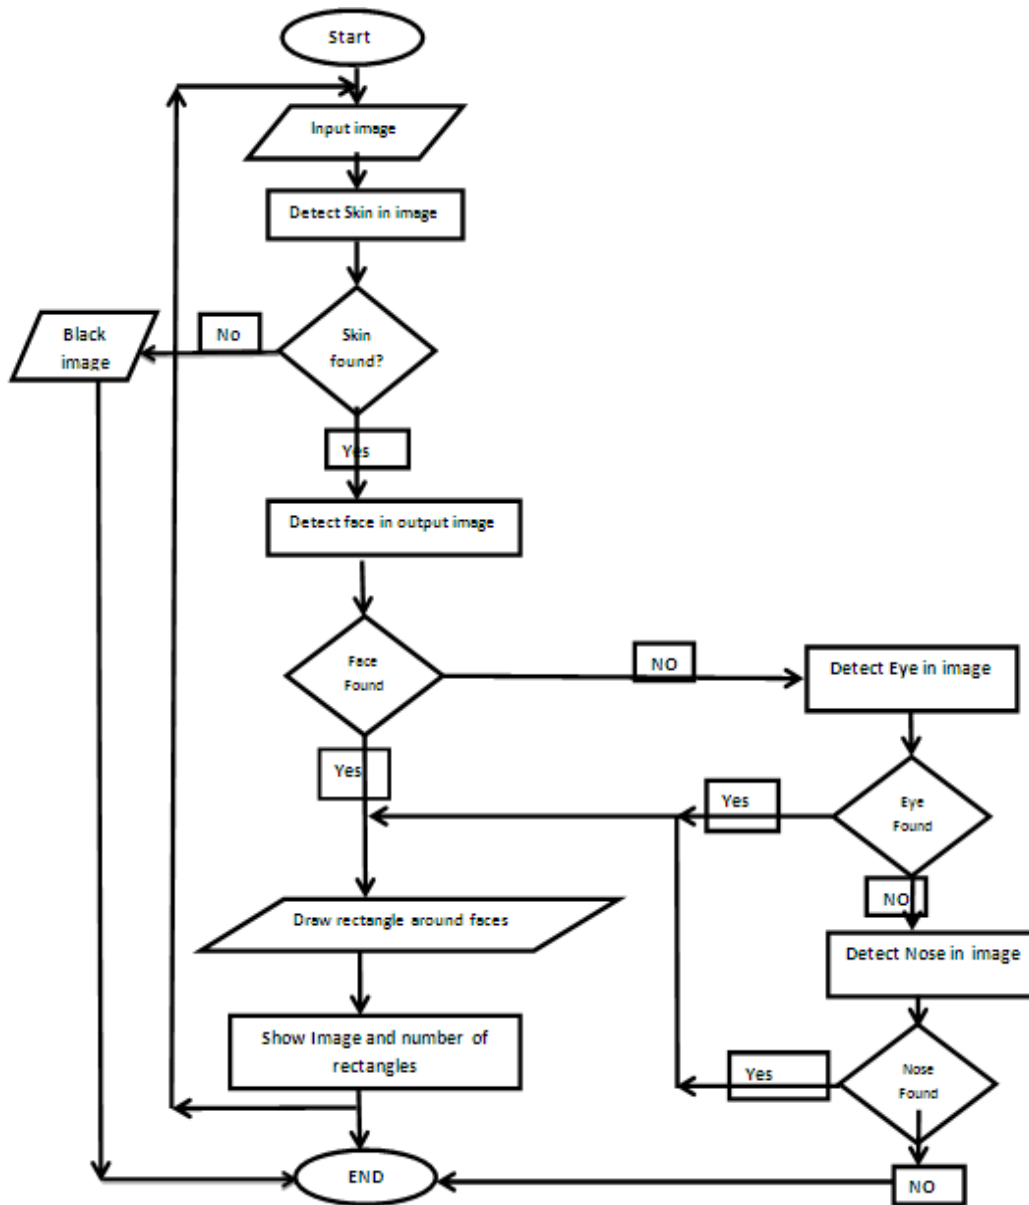 Start
Input image
Detect Skin in image
Skin
found?
No
Black
image
Yes
Detect face in output image
Face
Found
NO
Detect Eye in image
Yes
Eye
Found
Yes
NO
Draw rectangle around faces
Detect Nose in image
Show Image and number of
rectangles
Yes
Nose
Found
END
NO